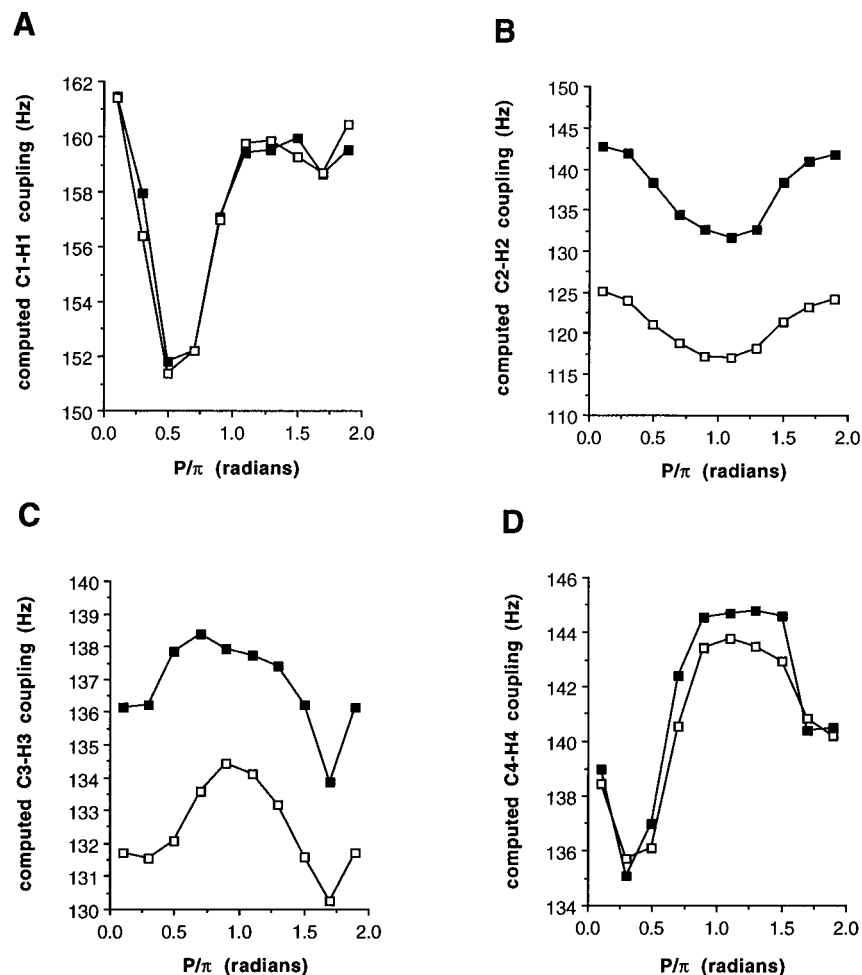 A
computed C1-H1 coupling (Hz)
162
160
158
156
154
152
150
0.0 0.5 1.0 1.5 2.0
P/π (radians)
B
computed C2-H2 coupling (Hz)
150
145
140
135
130
125
120
115
110
0.0 0.5 1.0 1.5 2.0
P/π (radians)
C
computed C3-H3 coupling (Hz)
140
139
138
137
136
135
134
133
132
131
130
0.0 0.5 1.0 1.5 2.0
P/π (radians)
D
computed C4-H4 coupling (Hz)
146
144
142
140
138
136
134
0.0 0.5 1.0 1.5 2.0
P/π (radians)